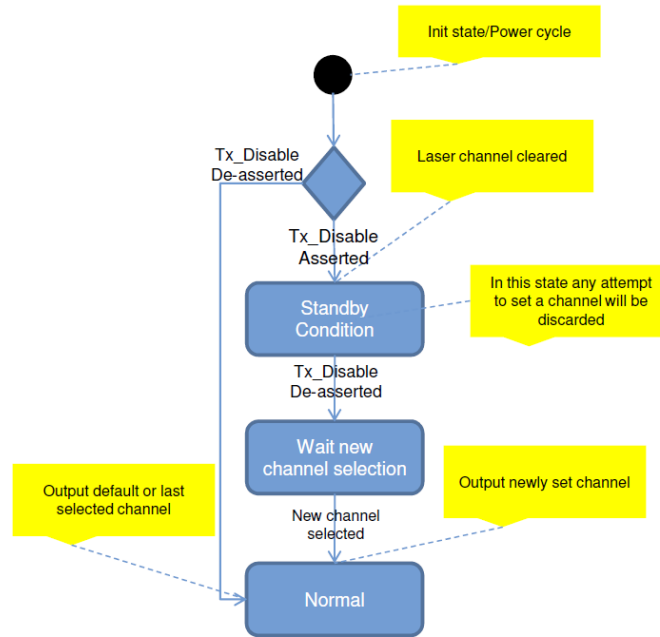 Init state/Power cycle
Tx_Disable
De-asserted
Laser channel cleared
Tx_Disable
Asserted
Standby
Condition
In this state any attempt
to set a channel will be
discarded
Tx_Disable
De-asserted
Wait new
channel selection
Output default or last
selected channel
Output newly set channel
New channel
selected
Normal